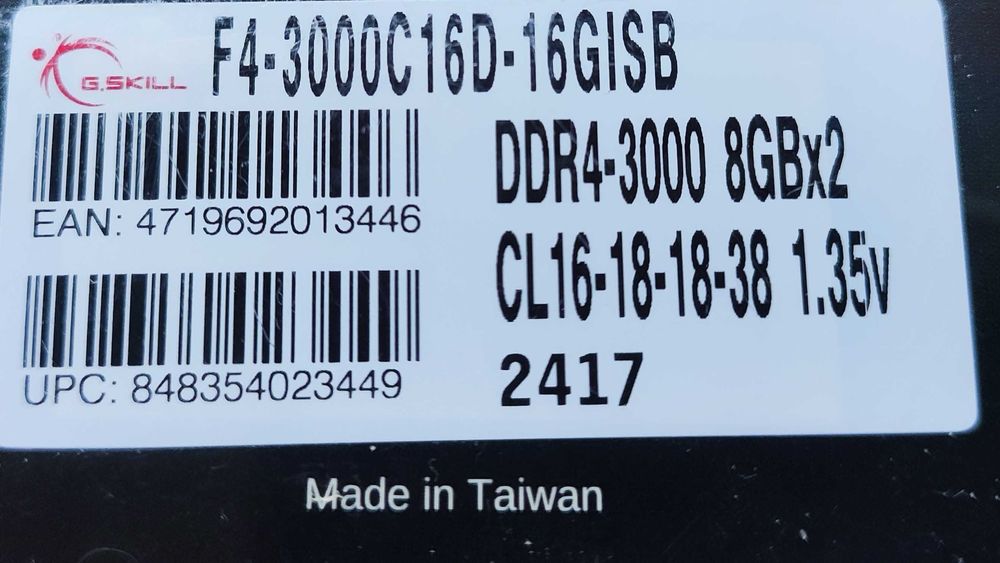 G.SKILL
F4-3000C16D-16GISB
DDR4-3000 8GBx2
EAN: 4719692013446
CL16-18-18-38 1.35v
UPC: 848354023449
2417
Made in Taiwan